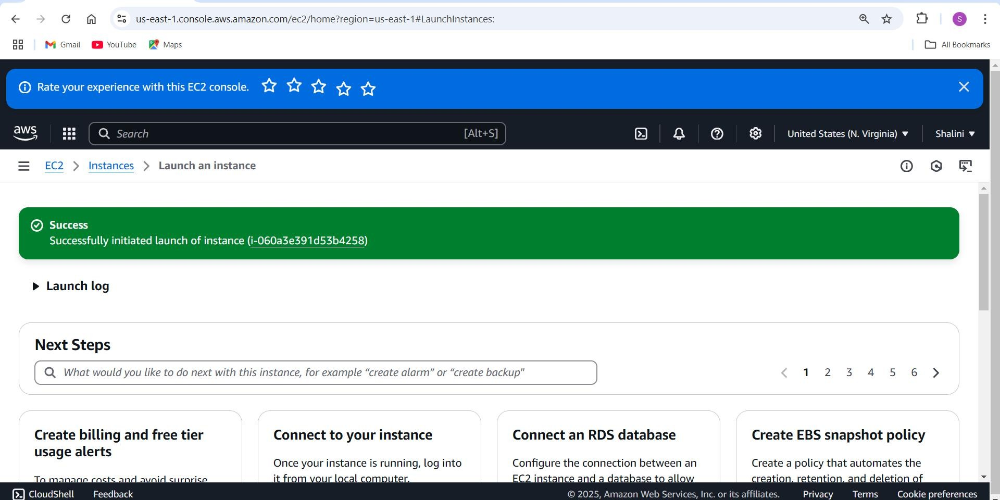 us-east-1.console.aws.amazon.com/ec2/home?region=us-east-1#LaunchInstances:
S
Gmail YouTube Maps All Bookmarks
Rate your experience with this EC2 console.
aws Search [Alt+S] United States (N. Virginia) Shalini
EC2 Instances Launch an instance
Success
Successfully initiated launch of instance (i-060a3e391d53b4258)
Launch log
Next Steps
What would you like to do next with this instance, for example “create alarm” or “create backup" 1 2 3 4 5 6
Create billing and free tier
usage alerts
To manage costs and avoid surprise
Connect to your instance
Once your instance is running, log into
it from your local computer.
Connect an RDS database
Configure the connection between an
EC2 instance and a database to allow
Create EBS snapshot policy
Create a policy that automates the
creation, retention, and deletion of
CloudShell Feedback © 2025, Amazon Web Services, Inc. or its affiliates. Privacy Terms Cookie preferences